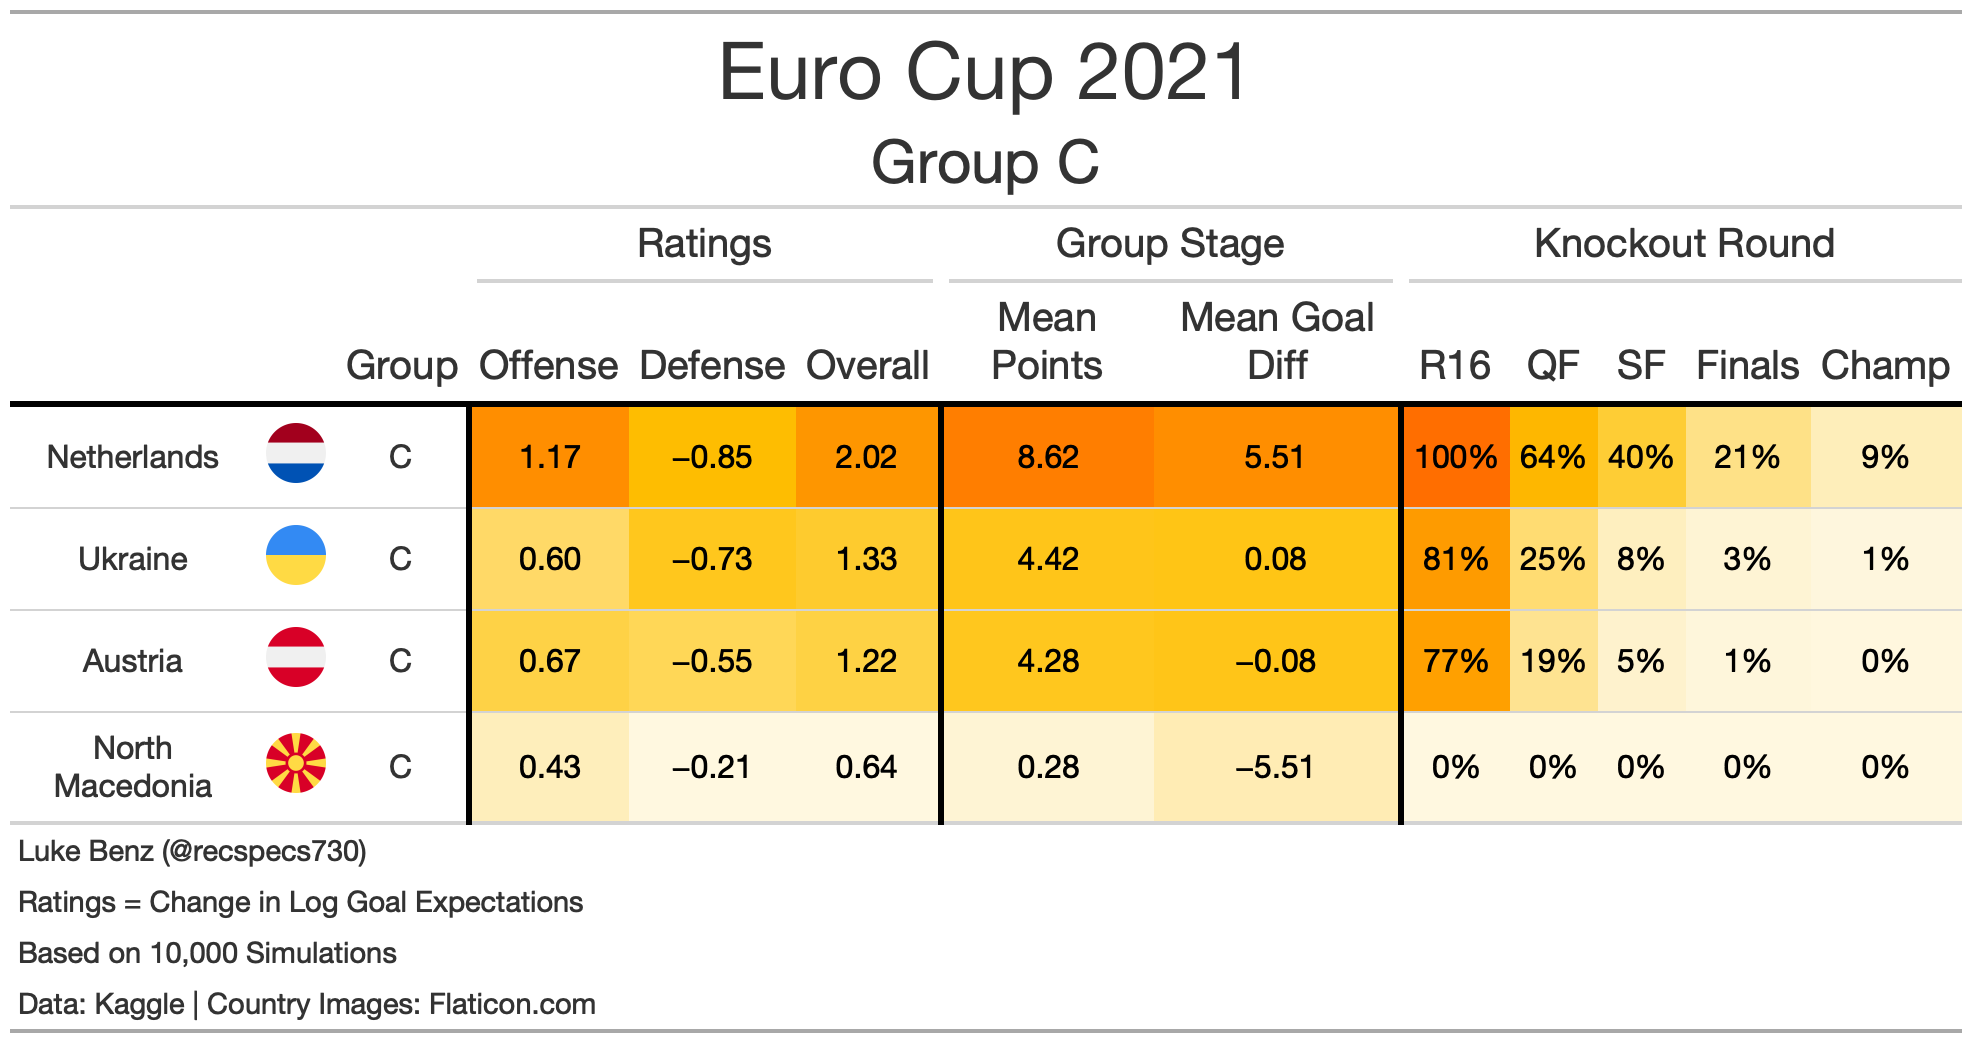 Euro Cup 2021
Group C
Ratings Group Stage Knockout Round
Mean Mean Goal
Group Offense Defense Overall Points Diff R16 QF SF Finals Champ
Netherlands C 1.17 −0.85 2.02 8.62 5.51 100% 64% 40% 21% 9%
Ukraine C 0.60 −0.73 1.33 4.42 0.08 81% 25% 8% 3% 1%
Austria C 0.67 −0.55 1.22 4.28 −0.08 77% 19% 5% 1% 0%
North
Macedonia C 0.43 −0.21 0.64 0.28 −5.51 0% 0% 0% 0% 0%
Luke Benz (@recspecs730)
Ratings = Change in Log Goal Expectations
Based on 10,000 Simulations
Data: Kaggle | Country Images: Flaticon.com